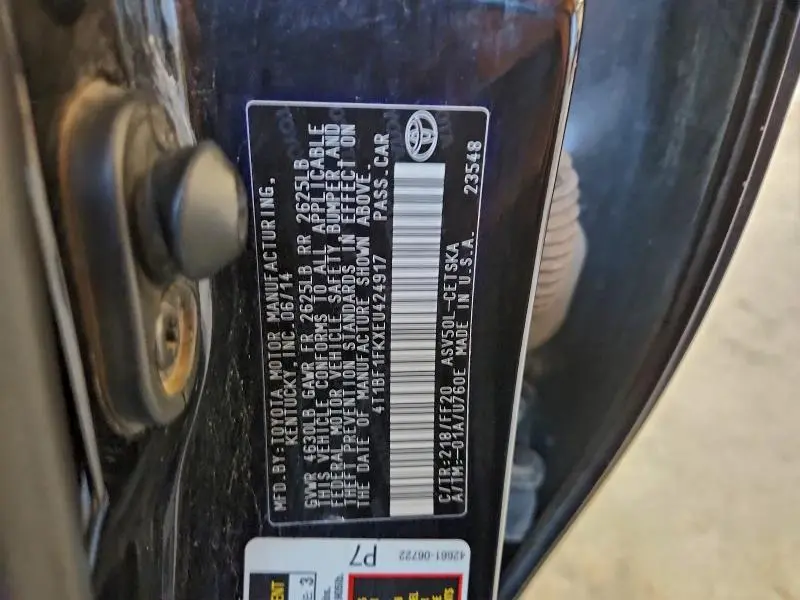 MFD.BY:TOYOTA MOTOR MANUFACTURING,
KENTUCKY, INC. 06/14
GVWR 4630LB GAWR FR 2625LB RR 2625LB
THIS VEHICLE CONFORMS TO ALL APPLICABLE
FEDERAL MOTOR VEHICLE SAFETY, BUMPER AND
THEFT PREVENTION STANDARDS IN EFFECT ON
THE DATE OF MANUFACTURE SHOWN ABOVE.
4T1BF1FKXEU424917 PASS.CAR
C/TR:218/FF20 ASV50L-CETSKA
A/TM:-01A/U760E MADE IN U.S.A. 23548
P7
42661-06722